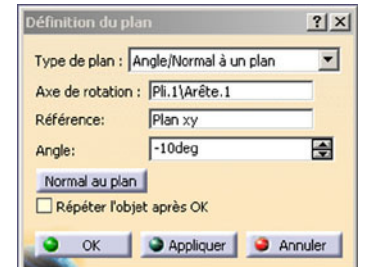 Définition du plan
Type de plan : Angle/Normal à un plan
Axe de rotation : Pli.1\Arête.1
Référence: Plan xy
Angle: -10deg
Normal au plan
Répéter l'objet après OK
OK Appliquer Annuler